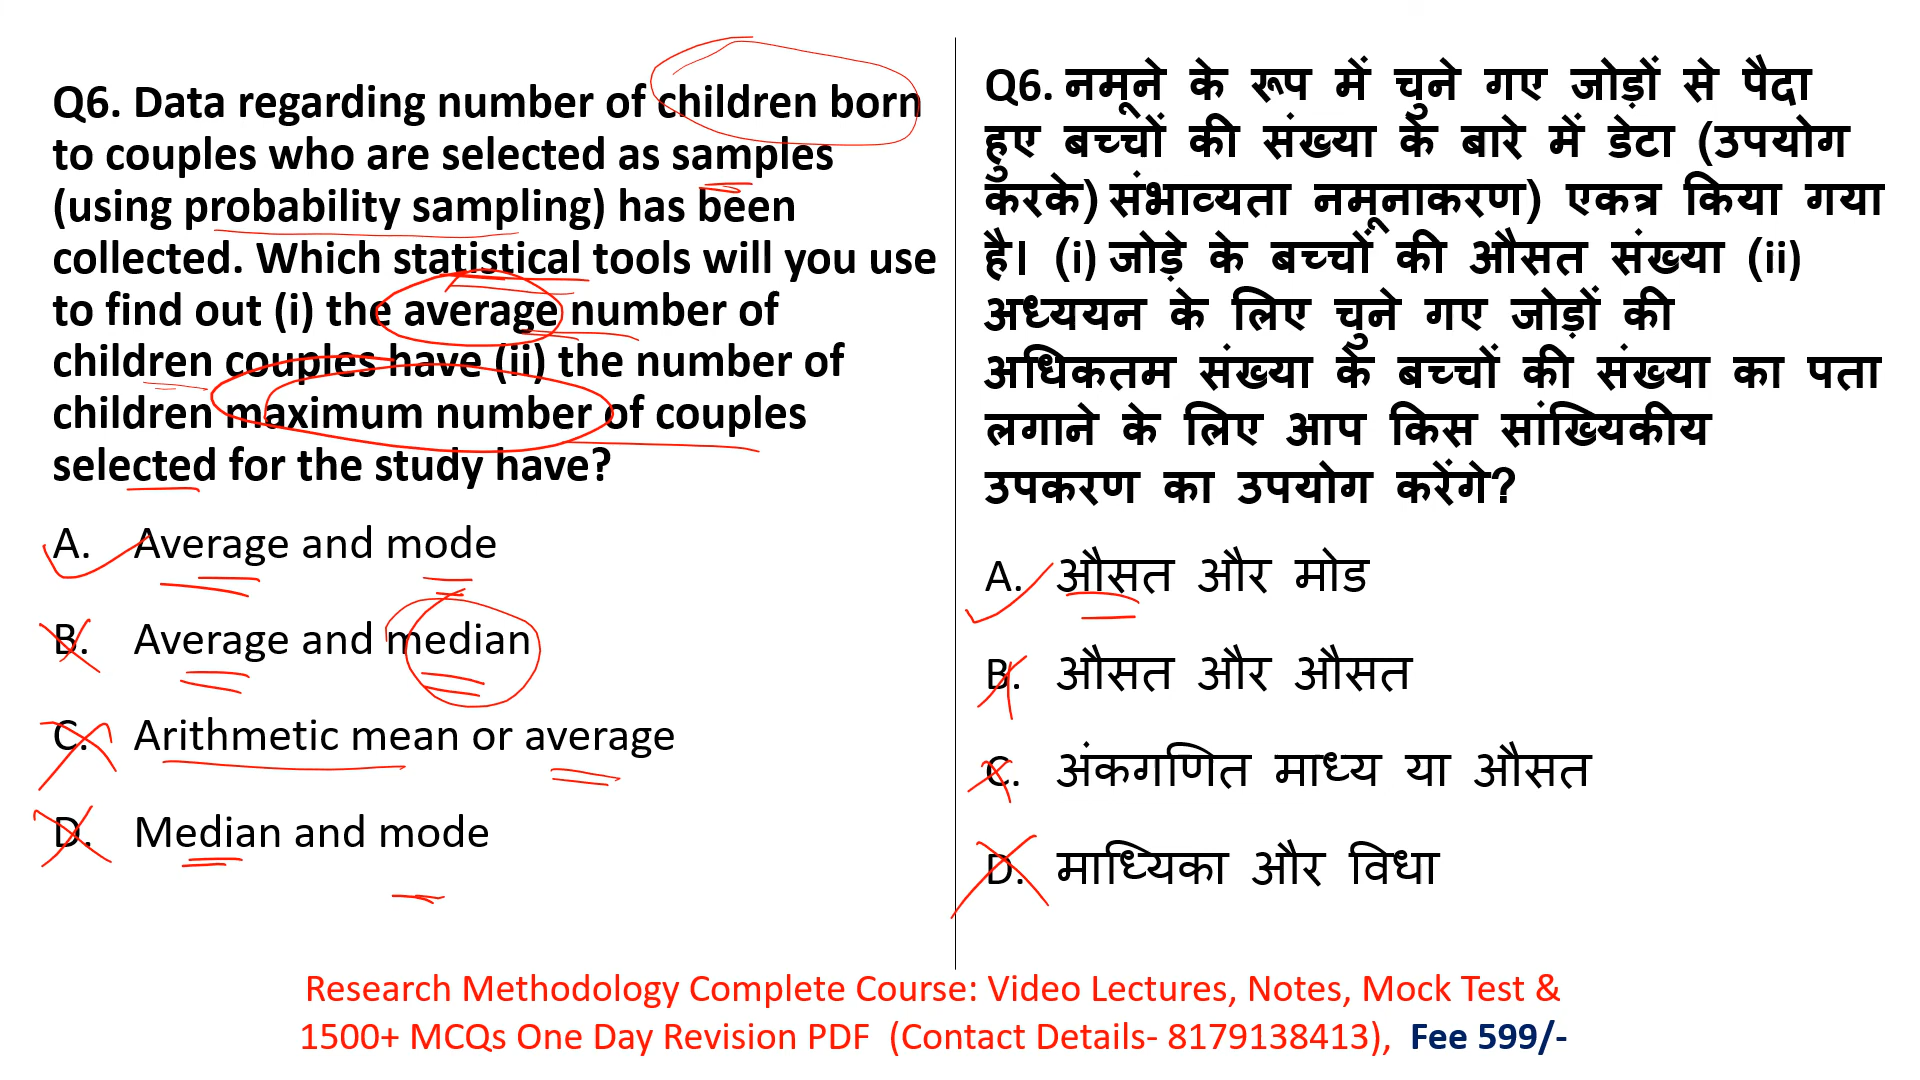 Q6. Data regarding number of children born
to couples who are selected as samples
(using probability sampling) has been
collected. Which statistical tools will you use
to find out (i) the average number of
children couples have (ii) the number of
children maximum number of couples
selected for the study have?
A. Average and mode
B. Average and median
C. Arithmetic mean or average
D. Median and mode
Q6. नमूने के रूप में चुने गए जोड़ों से पैदा
हुए बच्चों की संख्या के बारे में डेटा (उपयोग
करके) संभाव्यता नमूनाकरण) एकत्र किया गया
है। (i) जोड़े के बच्चों की औसत संख्या (ii)
अध्ययन के लिए चुने गए जोड़ों की
अधिकतम संख्या के बच्चों की संख्या का पता
लगाने के लिए आप किस सांख्यिकीय
उपकरण का उपयोग करेंगे?
A. औसत और मोड
B. औसत और औसत
C. अंकगणित माध्य या औसत
D. माध्यिका और विधा
Research Methodology Complete Course: Video Lectures, Notes, Mock Test &
1500+ MCQs One Day Revision PDF (Contact Details- 8179138413), Fee 599/-